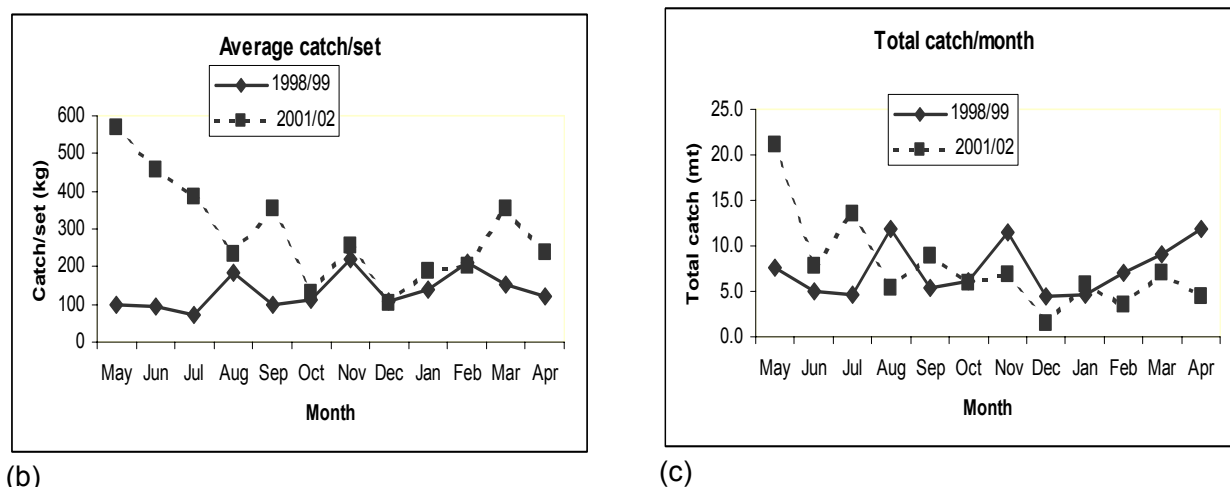 Average catch/set
1998/99
2001/02
Catch/set (kg)
600
500
400
300
200
100
0
May Jun Jul Aug Sep Oct Nov Dec Jan Feb Mar Apr
Month
(b)
Total catch/month
1998/99
2001/02
Total catch (mt)
25.0
20.0
15.0
10.0
5.0
0.0
May Jun Jul Aug Sep Oct Nov Dec Jan Feb Mar Apr
Month
(c)